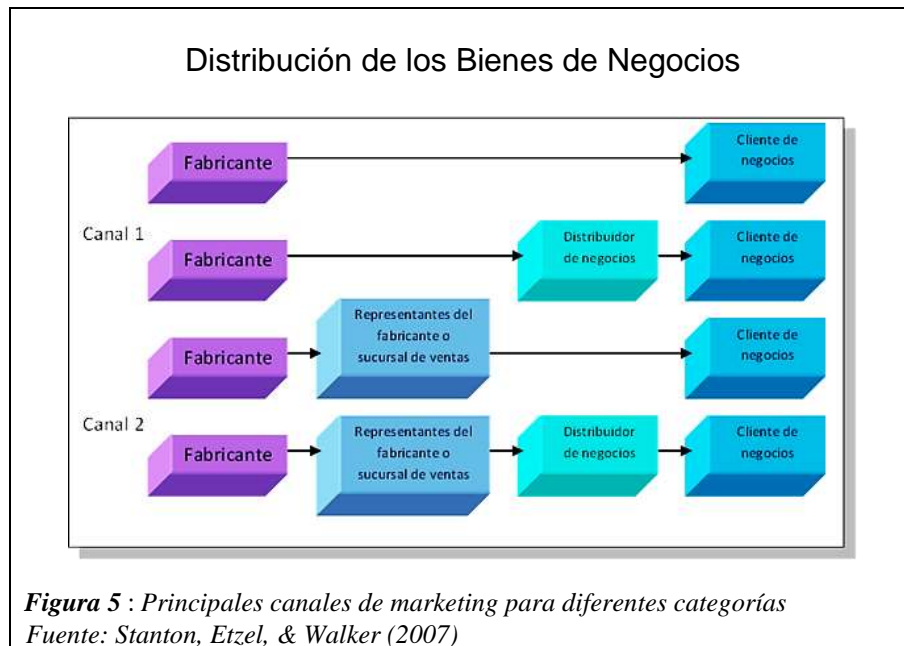 Distribución de los Bienes de Negocios
Fabricante
Cliente de
negocios
Canal 1
Fabricante
Distribuidor
de negocios
Cliente de
negocios
Fabricante
Representantes del
fabricante o
sucursal de ventas
Cliente de
negocios
Canal 2
Fabricante
Representantes del
fabricante o
sucursal de ventas
Distribuidor
de negocios
Cliente de
negocios
Figura 5 : Principales canales de marketing para diferentes categorías
Fuente: Stanton, Etzel, & Walker (2007)